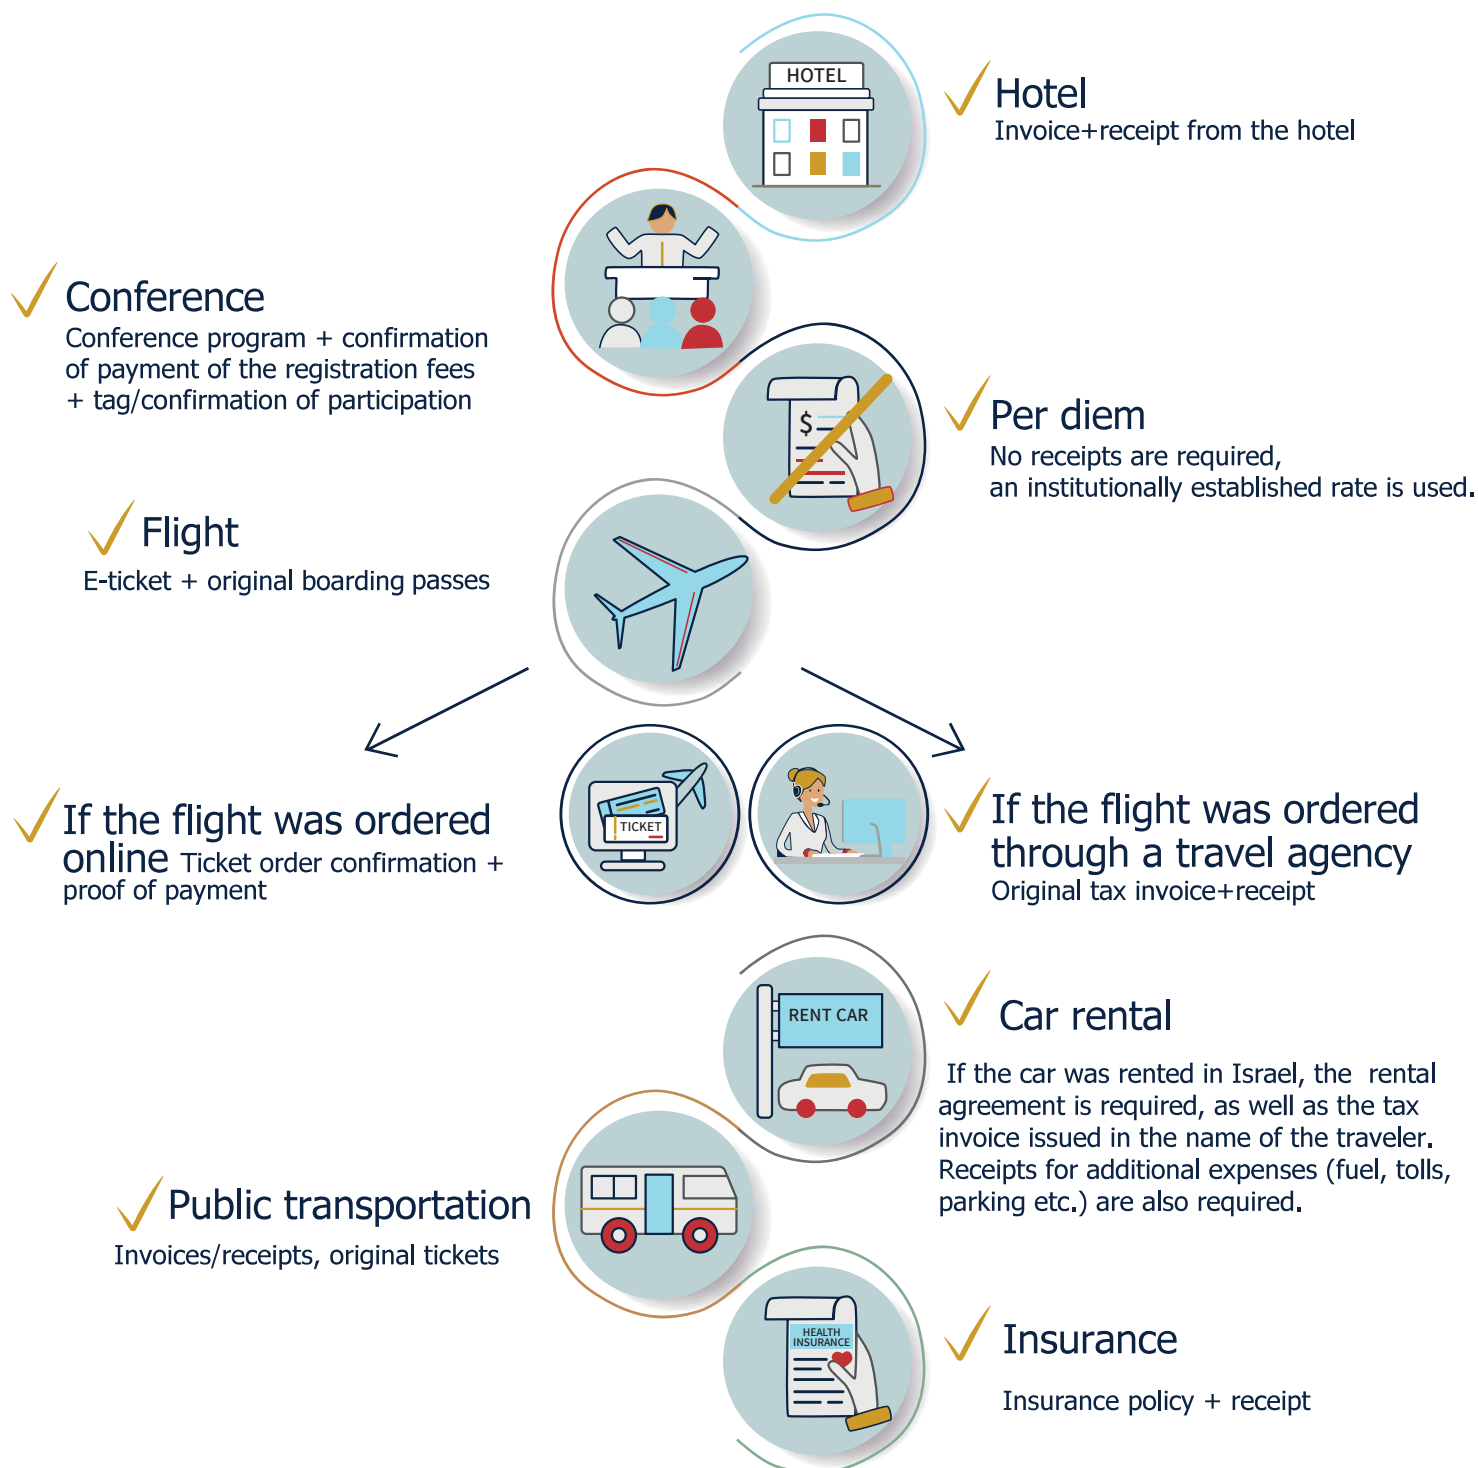 HOTEL
Hotel
Invoice+receipt from the hotel
Conference
Conference program + confirmation
of payment of the registration fees
+ tag/confirmation of participation
$
Per diem
No receipts are required,
an institutionally established rate is used.
Flight
E-ticket + original boarding passes
If the flight was ordered
online Ticket order confirmation +
proof of payment
TICKET
If the flight was ordered
through a travel agency
Original tax invoice+receipt
RENT CAR
Car rental
If the car was rented in Israel, the rental
agreement is required, as well as the tax
invoice issued in the name of the traveler.
Receipts for additional expenses (fuel, tolls,
parking etc.) are also required.
Public transportation
Invoices/receipts, original tickets
HEALTH
INSURANCE
Insurance
Insurance policy + receipt